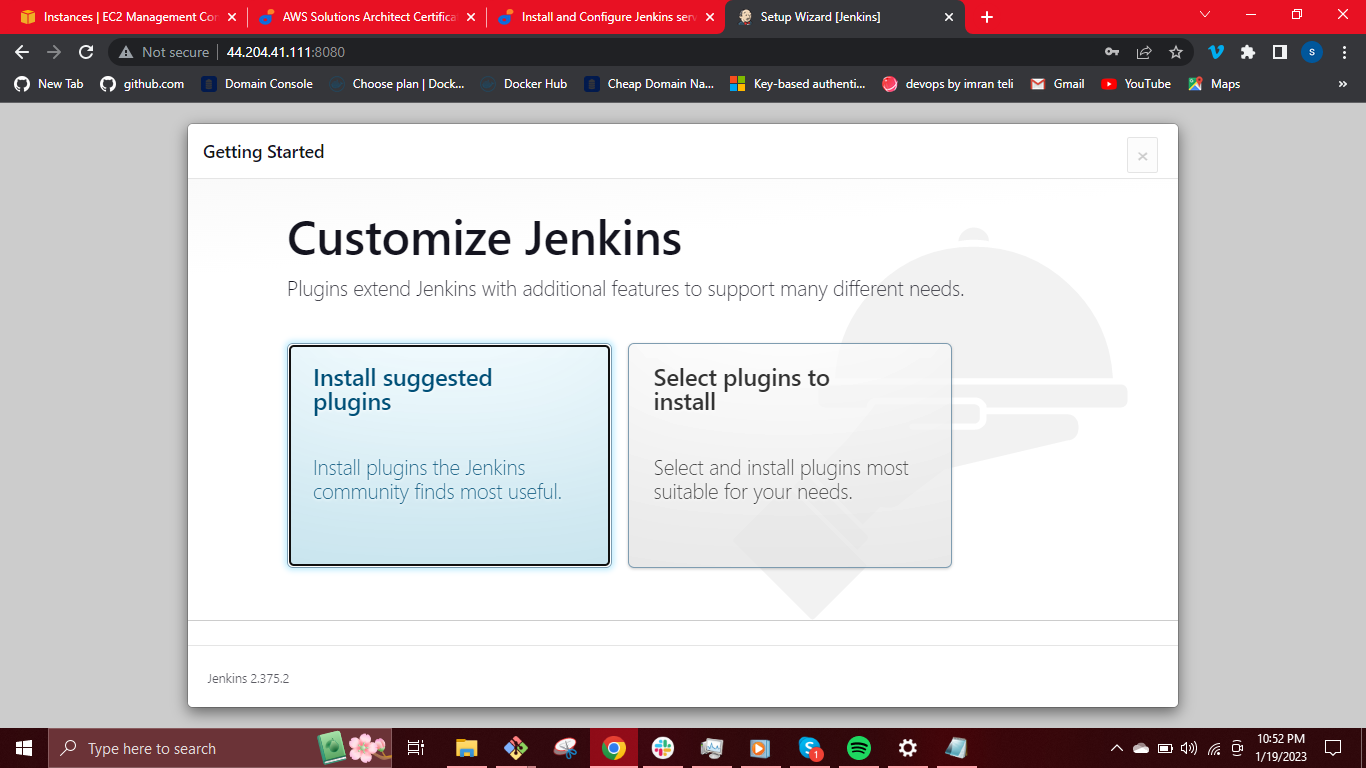 Instances | EC2 Management Con
AWS Solutions Architect Certificat
Install and Configure Jenkins serv
Setup Wizard [Jenkins]
Not secure
44.204.41.111:8080
S
New Tab
github.com
Domain Console
Choose plan | Dock...
Docker Hub
Cheap Domain Na...
Key-based authenti...
devops by imran teli
Gmail
YouTube
Maps
»
Getting Started
×
Customize Jenkins
Plugins extend Jenkins with additional features to support many different needs.
Install suggested
plugins
Install plugins the Jenkins
community finds most useful.
Select plugins to
install
Select and install plugins most
suitable for your needs.
Jenkins 2.375.2
Type here to search
1
10:52 PM
1/19/2023